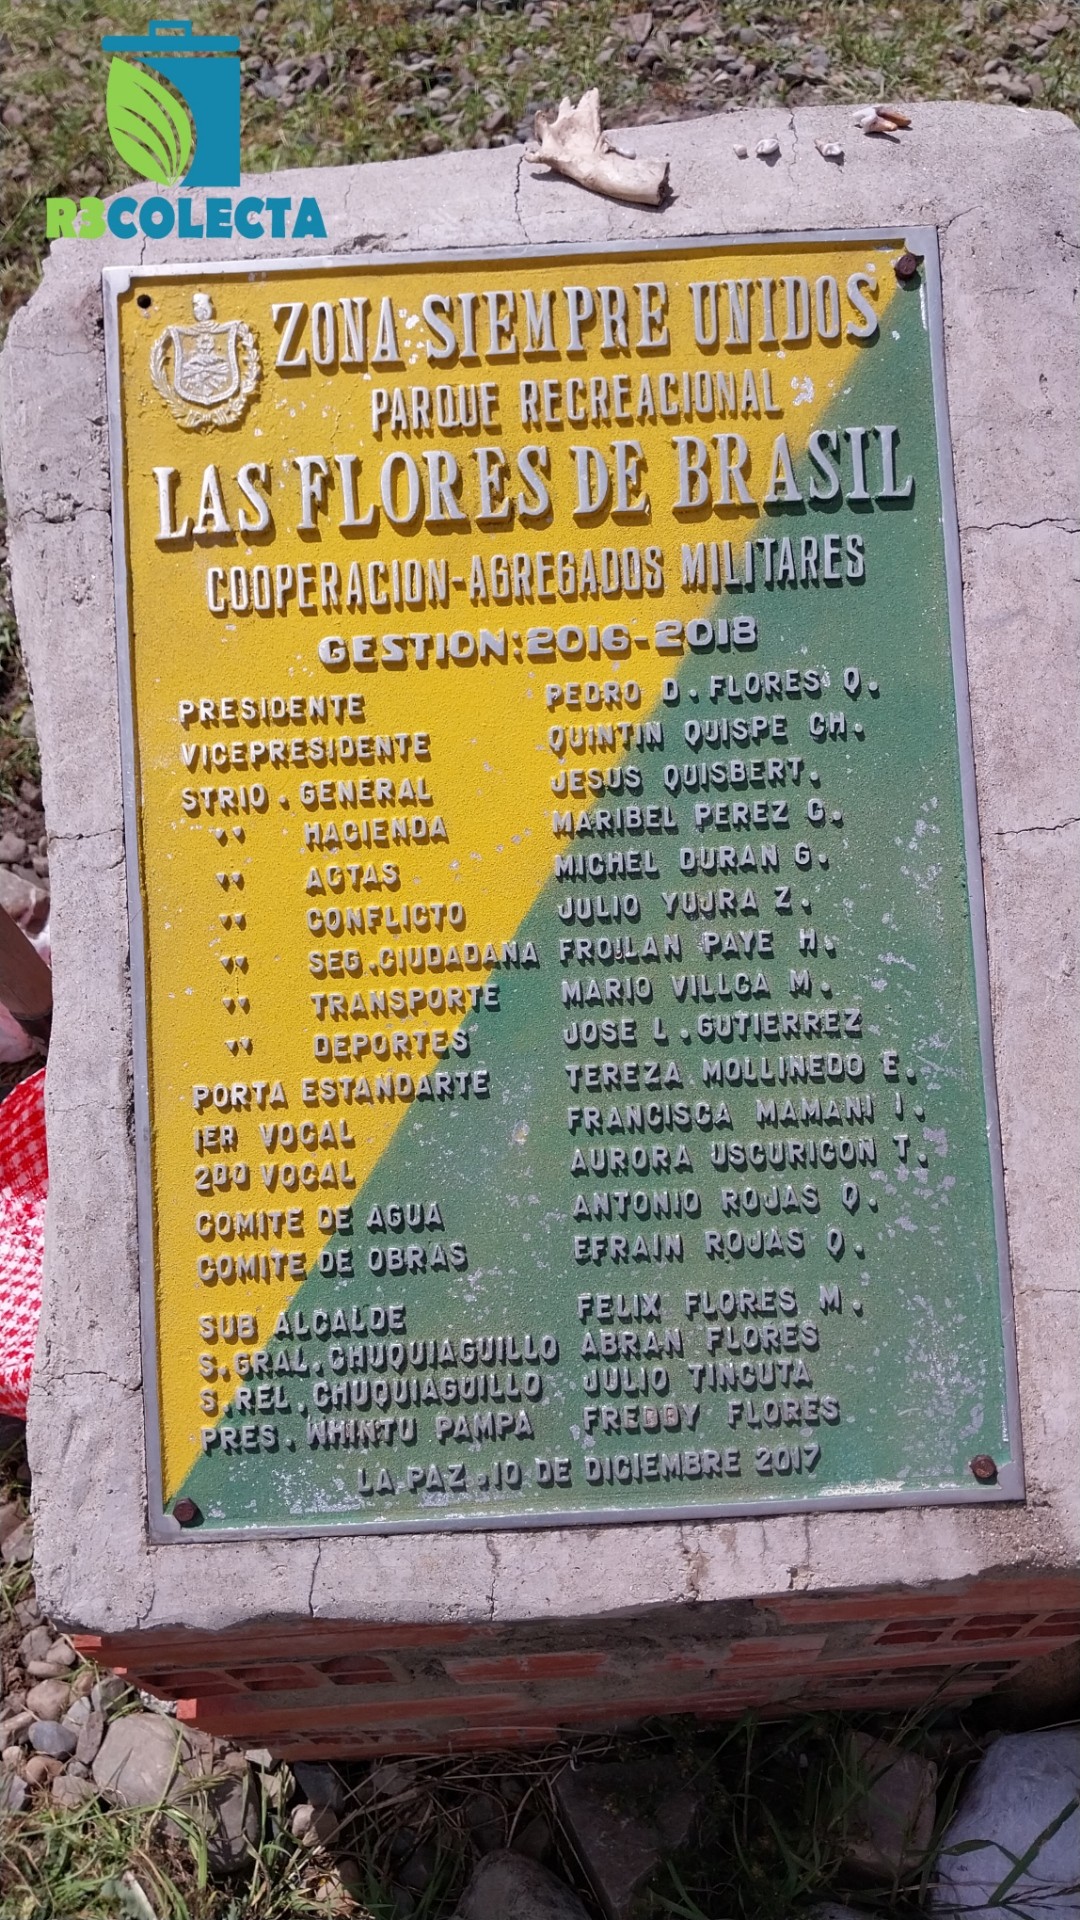 R3COLECTA
ZONA SIEMPRE UNIDOS
PARQUE RECREACIONAL
LAS FLORES DE BRASIL
COOPERACION-AGREGADOS MILITARES
GESTION:2016-2018
PRESIDENTE PEDRO D. FLORES Q.
VICEPRESIDENTE QUINTIN QUISPE CH.
STRIO. GENERAL JESUS QUISBERT.
" HACIENDA MARIBEL PEREZ G.
" ACTAS MICHEL DURAN G.
" CONFLICTO JULIO YUJRA Z.
" SEG.CIUDADANA FROILAN PAYE H.
" TRANSPORTE MARIO VILLCA M.
" DEPORTES JOSE L. GUTIERREZ
PORTA ESTANDARTE TEREZA MOLLINEDO E.
1ER VOCAL FRANCISCA MAMANI I.
2DO VOCAL AURORA USCURICON T.
COMITE DE AGUA ANTONIO ROJAS Q.
COMITE DE OBRAS EFRAIN ROJAS Q.
SUB ALCALDE FELIX FLORES M.
S.GRAL.CHUQUIAGUILLO ABRAN FLORES
S.REL.CHUQUIAGUILLO JULIO TINCUTA
PRES. WHINTU PAMPA FREDDY FLORES
LA PAZ.10 DE DICIEMBRE 2017